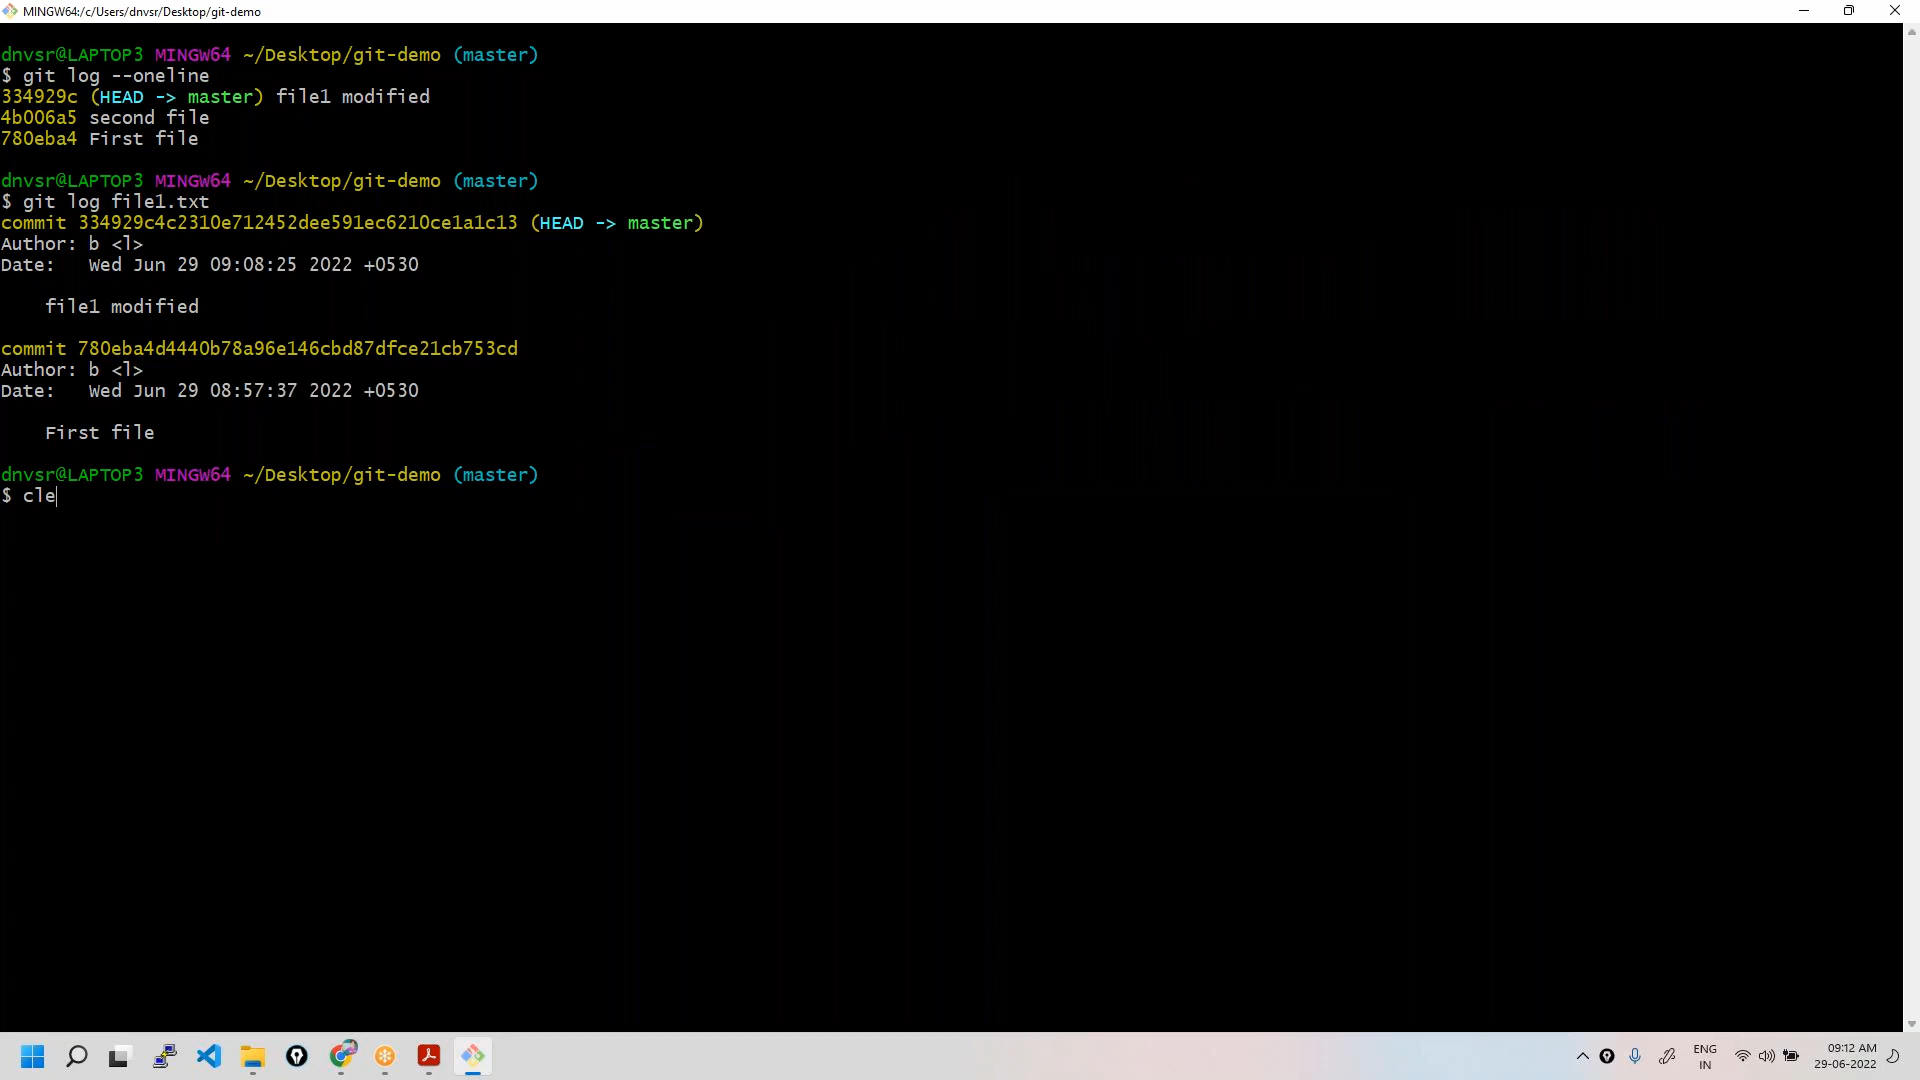 MINGW64:/c/Users/dnvsr/Desktop/git-demo
dnvsr@LAPTOP3 MINGW64 ~/Desktop/git-demo (master)
$ git log --oneline
334929c (HEAD -> master) file1 modified
4b006a5 second file
780eba4 First file
dnvsr@LAPTOP3 MINGW64 ~/Desktop/git-demo (master)
$ git log file1.txt
commit 334929c4c2310e712452dee591ec6210ce1a1c13 (HEAD -> master)
Author: b <l>
Date:   Wed Jun 29 09:08:25 2022 +0530
    file1 modified
commit 780eba4d4440b78a96e146cbd87dfce21cb753cd
Author: b <l>
Date:   Wed Jun 29 08:57:37 2022 +0530
    First file
dnvsr@LAPTOP3 MINGW64 ~/Desktop/git-demo (master)
$ cle
ENG
IN
09:12 AM
29-06-2022